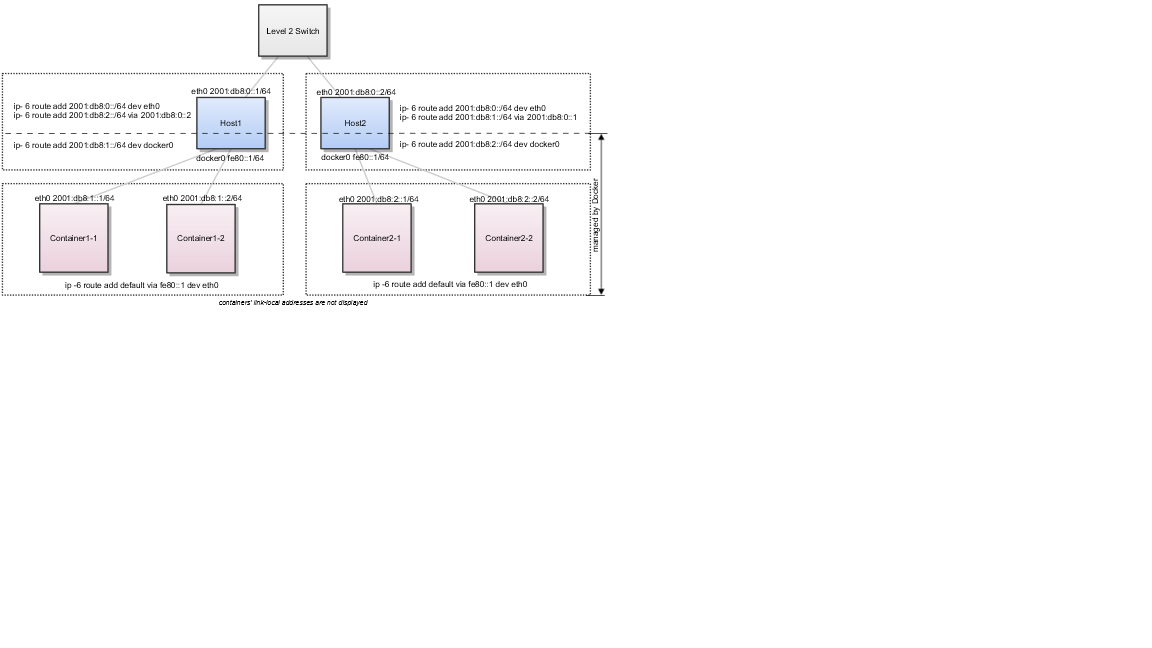 Level 2 Switch
eth0 2001:db8:0::1/64
eth0 2001:db8:0::2/64
ip- 6 route add 2001:db8:0::/64 dev eth0
ip- 6 route add 2001:db8:2::/64 via 2001:db8:0::2
Host1
Host2
ip- 6 route add 2001:db8:0::/64 dev eth0
ip- 6 route add 2001:db8:1::/64 via 2001:db8:0::1
ip- 6 route add 2001:db8:1::/64 dev docker0
ip- 6 route add 2001:db8:2::/64 dev docker0
docker0 fe80::1/64
docker0 fe80::1/64
managed by Docker
eth0 2001:db8:1::1/64
eth0 2001:db8:1::2/64
eth0 2001:db8:2::1/64
eth0 2001:db8:2::2/64
Container1-1
Container1-2
Container2-1
Container2-2
ip -6 route add default via fe80::1 dev eth0
ip -6 route add default via fe80::1 dev eth0
containers' link-local addresses are not displayed